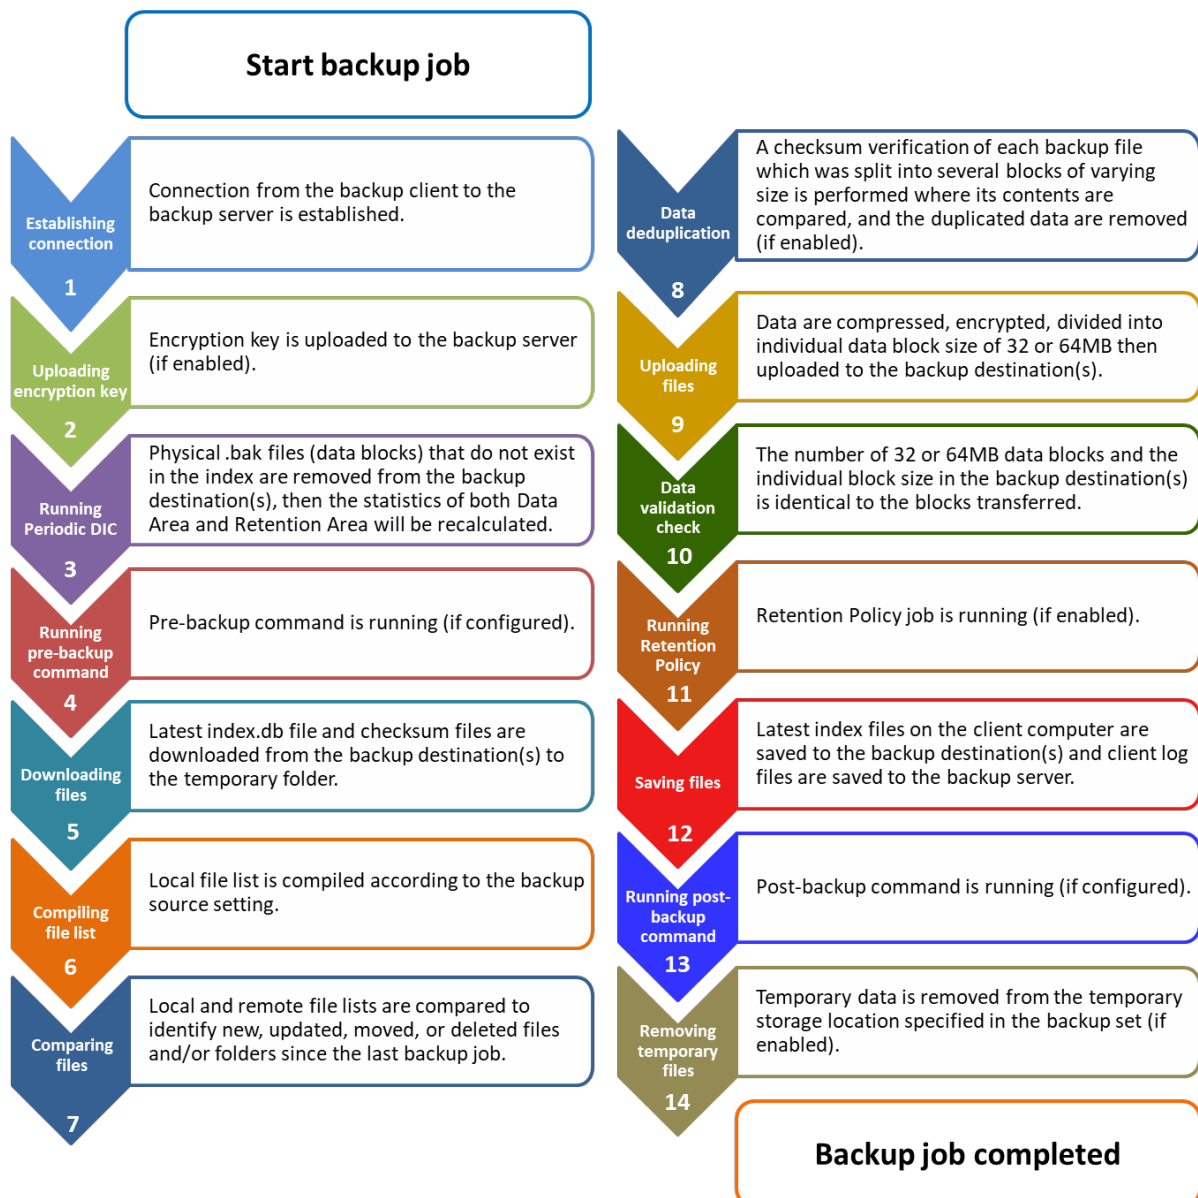 Start backup job
Establishing
connection
1
Connection from the backup client to the
backup server is established.
Uploading
encryption key
2
Encryption key is uploaded to the backup server
(if enabled).
Running
Periodic DIC
3
Physical .bak files (data blocks) that do not exist
in the index are removed from the backup
destination(s), then the statistics of both Data
Area and Retention Area will be recalculated.
Running
pre-backup
command
4
Pre-backup command is running (if configured).
Downloading
files
5
Latest index.db file and checksum files are
downloaded from the backup destination(s) to
the temporary folder.
Compiling
file list
6
Local file list is compiled according to the backup
source setting.
Comparing
files
7
Local and remote file lists are compared to
identify new, updated, moved, or deleted files
and/or folders since the last backup job.
Data
deduplication
8
A checksum verification of each backup file
which was split into several blocks of varying
size is performed where its contents are
compared, and the duplicated data are removed
(if enabled).
Uploading
files
9
Data are compressed, encrypted, divided into
individual data block size of 32 or 64MB then
uploaded to the backup destination(s).
Data
validation
check
10
The number of 32 or 64MB data blocks and the
individual block size in the backup destination(s)
is identical to the blocks transferred.
Running
Retention
Policy
11
Retention Policy job is running (if enabled).
Saving files
12
Latest index files on the client computer are
saved to the backup destination(s) and client log
files are saved to the backup server.
Running post-
backup
command
13
Post-backup command is running (if configured).
Removing
temporary
files
14
Temporary data is removed from the temporary
storage location specified in the backup set (if
enabled).
Backup job completed